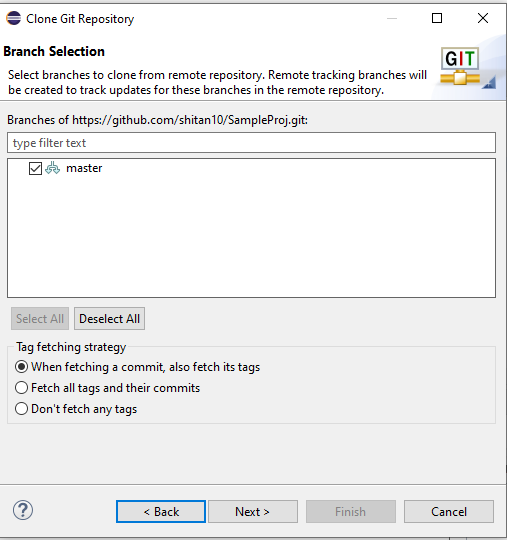 Clone Git Repository
Branch Selection
GIT
Select branches to clone from remote repository. Remote tracking branches will
be created to track updates for these branches in the remote repository.
Branches of https://github.com/shitan10/SampleProj.git:
type filter text
master
Select All
Deselect All
Tag fetching strategy
When fetching a commit, also fetch its tags
Fetch all tags and their commits
Don't fetch any tags
?
< Back
Next >
Finish
Cancel